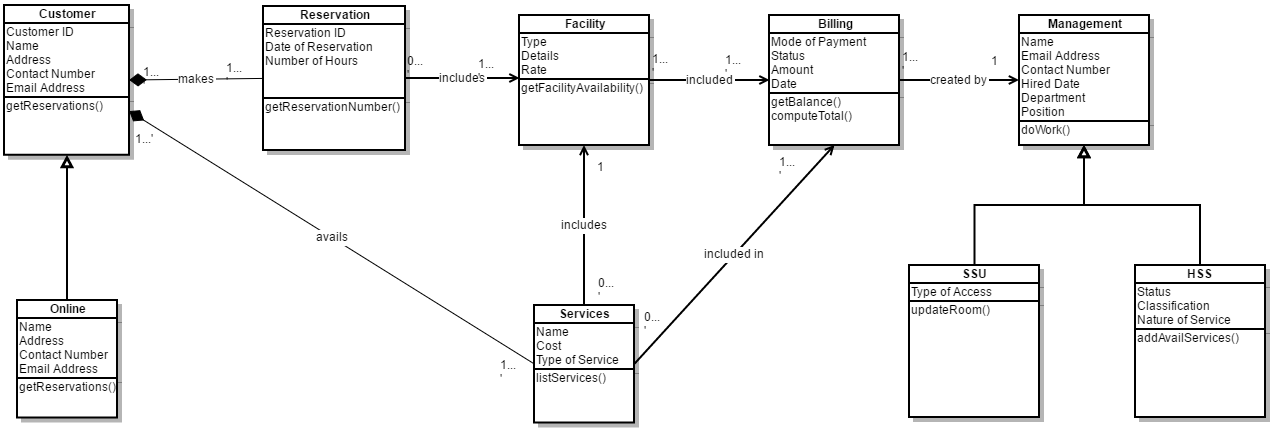 Customer
Customer ID
Name
Address
Contact Number
Email Address
getReservations()
1...
makes
1...
,
Reservation
Reservation ID
Date of Reservation
Number of Hours
getReservationNumber()
0...
,
includes
1...
,
Facility
Type
Details
Rate
getFacilityAvailability()
1...
,
included
1...
,
Billing
Mode of Payment
Status
Amount
Date
getBalance()
computeTotal()
1...
,
created by
1
Management
Name
Email Address
Contact Number
Hired Date
Department
Position
doWork()
1...'
avails
1...
,
1
includes
0...
,
1...
,
included in
0...
,
Online
Name
Address
Contact Number
Email Address
getReservations()
Services
Name
Cost
Type of Service
listServices()
SSU
Type of Access
updateRoom()
HSS
Status
Classification
Nature of Service
addAvailServices()